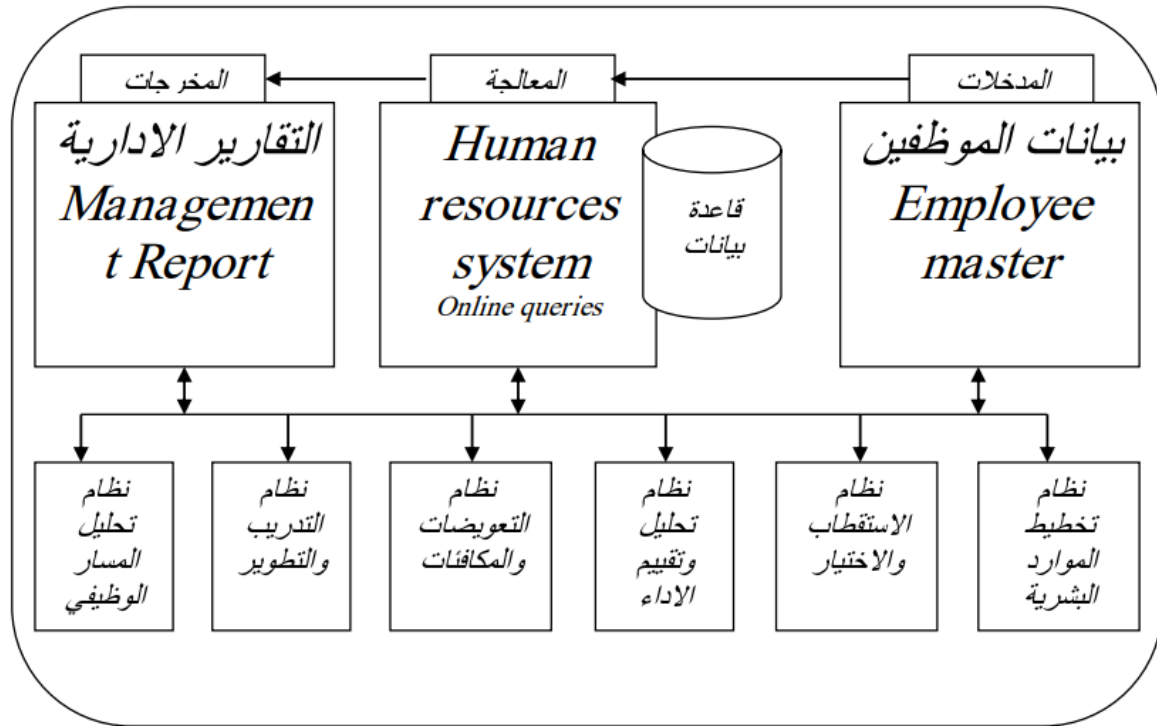 المدخلات
المعالجة
المخرجات
بيانات الموظفين
Employee
master
قاعدة
بيانات
Human
resources
system
Online queries
التقارير الادارية
Managemen
t Report
نظام
تخطيط
الموارد
البشرية
نظام
الاستقطاب
والاختيار
نظام
تحليل
وتقييم
الاداء
نظام
التعويضات
والمكافئات
نظام
التدريب
والتطوير
نظام
تحليل
المسار
الوظيفي